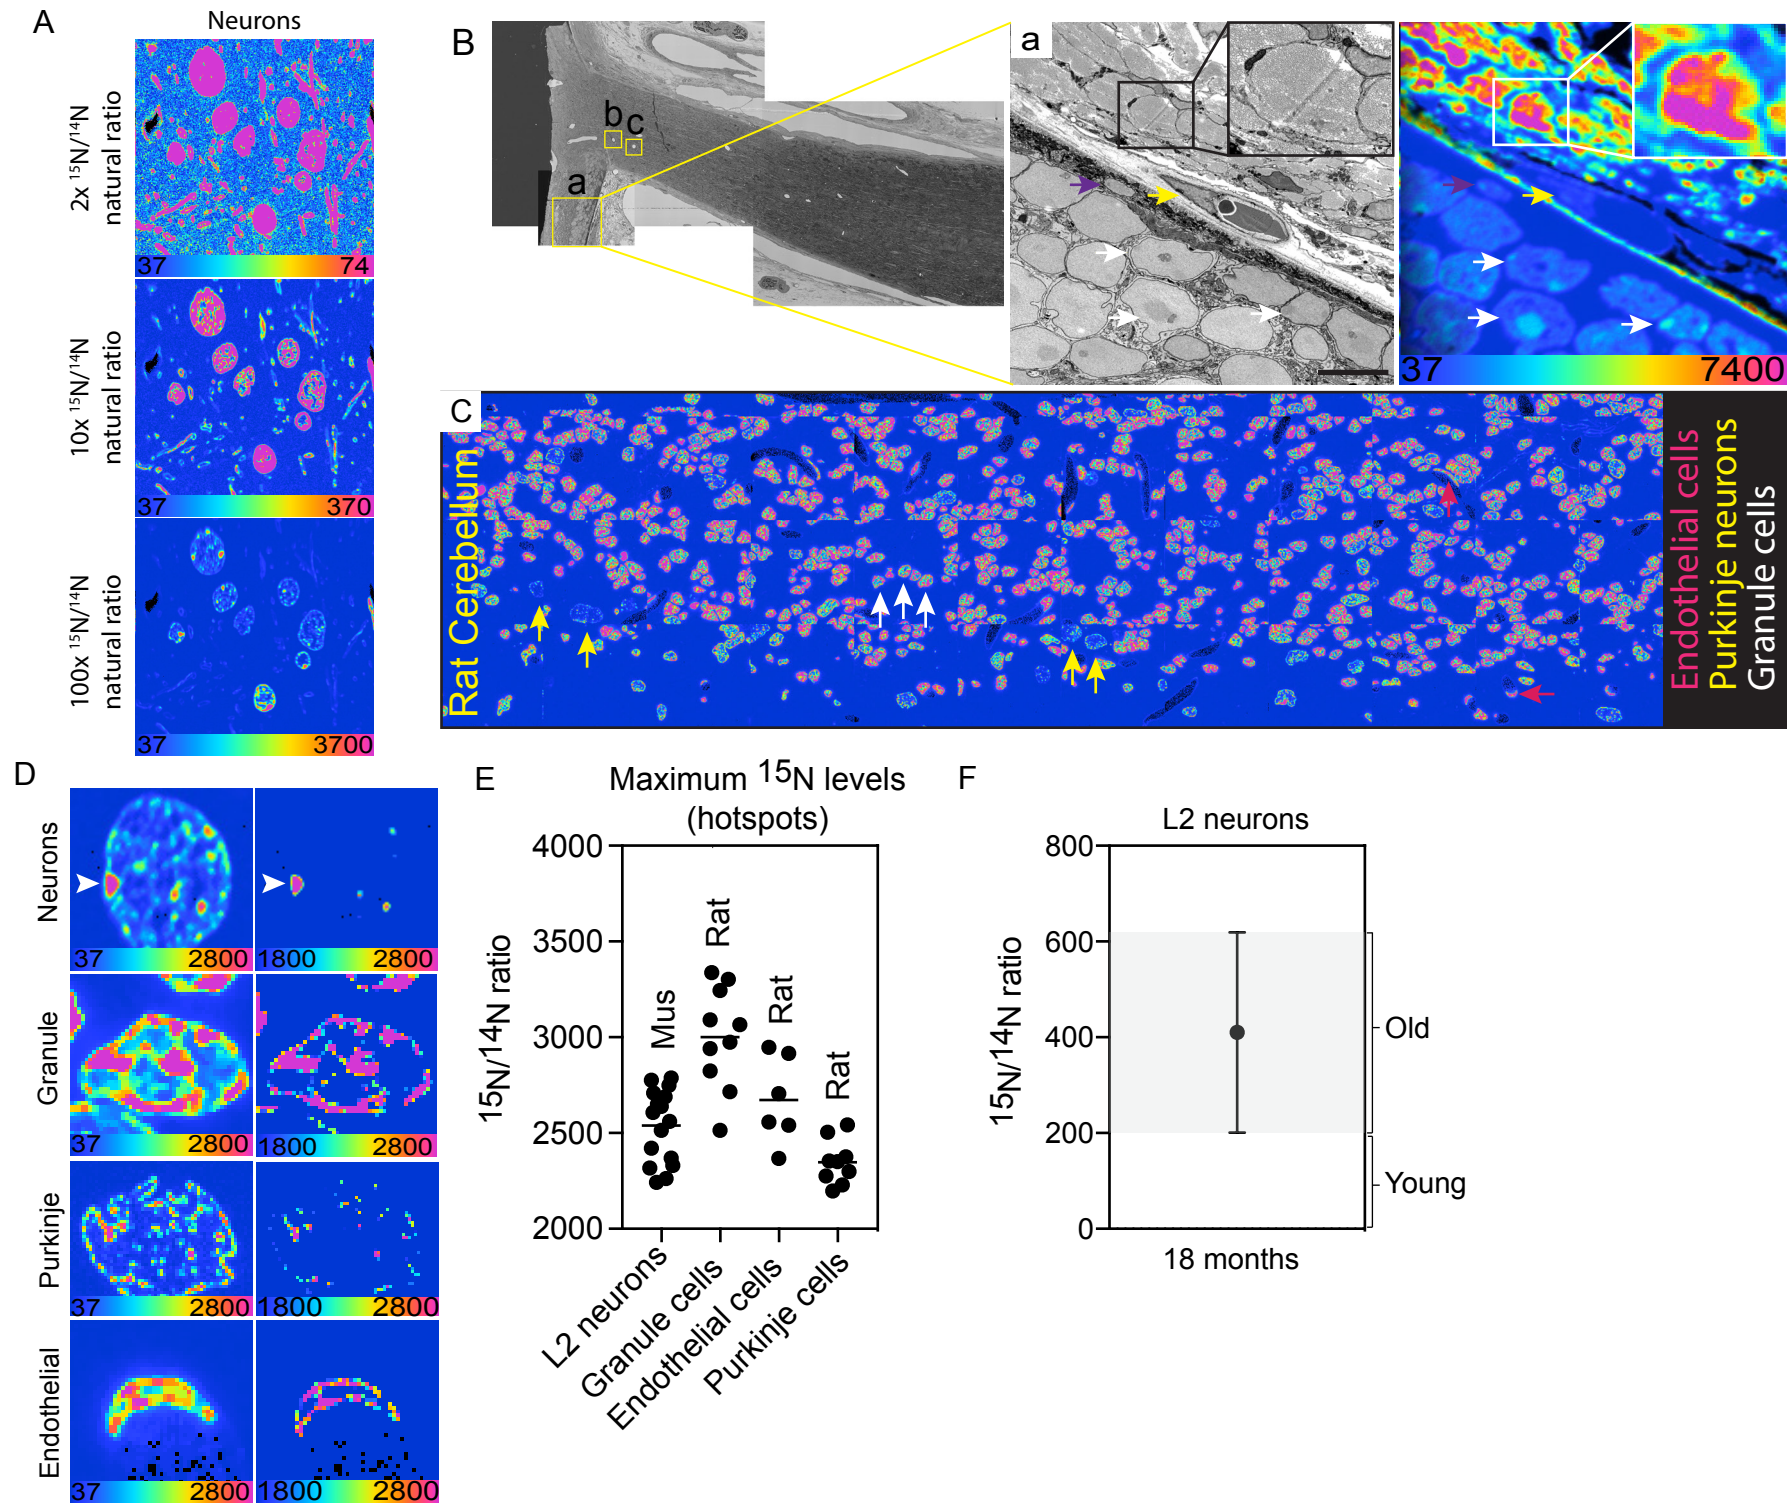 A
Neurons
2x ¹⁵N/¹⁴N
natural ratio
37 74
10x ¹⁵N/¹⁴N
natural ratio
37 370
100x ¹⁵N/¹⁴N
natural ratio
37 3700
B
b
c
a
a
37 7400
C
Rat Cerebellum
Endothelial cells
Purkinje neurons
Granule cells
D
Neurons
37 2800
1800 2800
Granule
37 2800
1800 2800
Purkinje
37 2800
1800 2800
Endothelial
37 2800
1800 2800
E
Maximum ¹⁵N levels
(hotspots)
¹⁵N/¹⁴N ratio
4000
3500
3000
2500
2000
Mus
Rat
Rat
Rat
L2 neurons
Granule cells
Endothelial cells
Purkinje cells
F
L2 neurons
¹⁵N/¹⁴N ratio
800
600
400
200
0
Old
Young
18 months